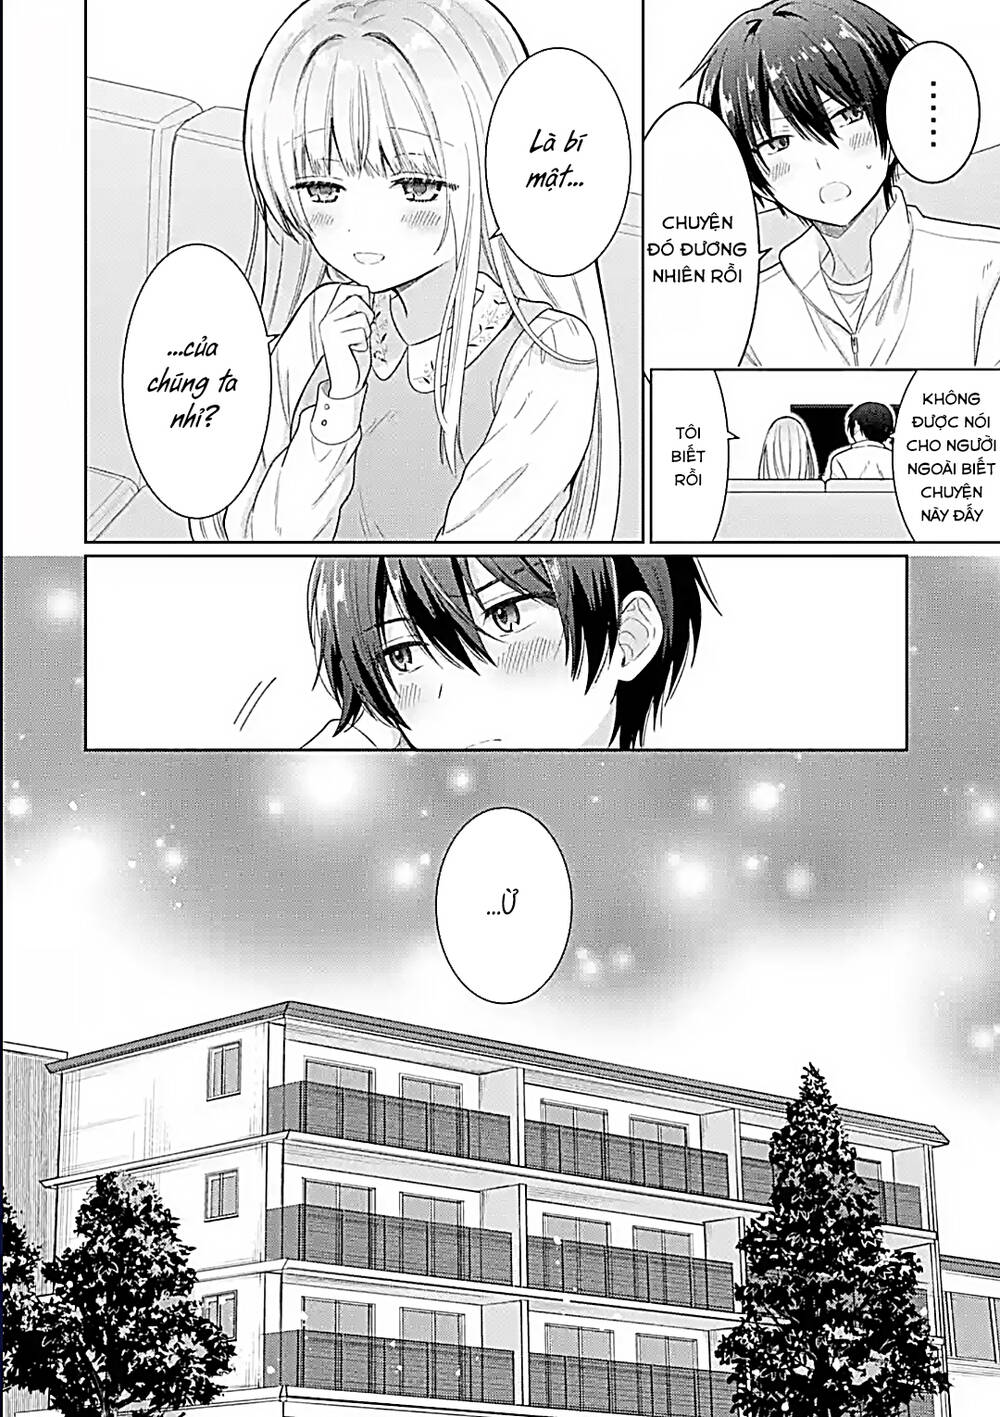 ......
CHUYỆN
ĐÓ ĐƯƠNG
NHIÊN RỒI
KHÔNG
ĐƯỢC NÓI
CHO NGƯỜI
NGOÀI BIẾT
CHUYỆN
NÀY ĐẤY
TÔI
BIẾT
RỒI
Là bí
mật...
...của
chúng ta
nhỉ?
...Ừ